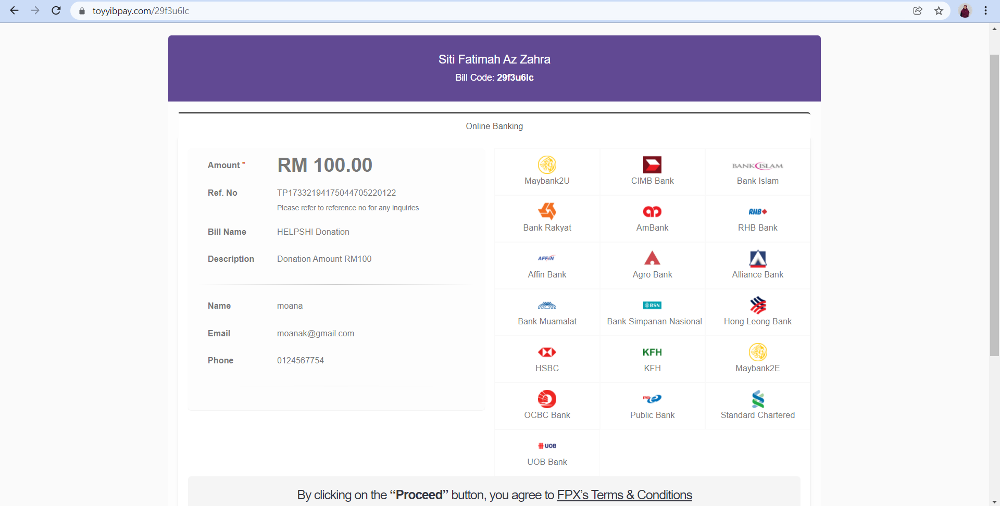 toyyibpay.com/29f3u6lc
Siti Fatimah Az Zahra
Bill Code: 29f3u6lc
Online Banking
Amount * RM 100.00
Ref. No TP17332194175044705220122
Please refer to reference no for any inquiries
Bill Name HELPSHI Donation
Description Donation Amount RM100
Name moana
Email moanak@gmail.com
Phone 0124567754
BANK ISLAM
Maybank2U CIMB Bank Bank Islam
RHB
Bank Rakyat AmBank RHB Bank
AFFIN
Affin Bank Agro Bank Alliance Bank
BSN
Bank Muamalat Bank Simpanan Nasional Hong Leong Bank
KFH
HSBC KFH Maybank2E
PBe
OCBC Bank Public Bank Standard Chartered
UOB
UOB Bank
By clicking on the “Proceed” button, you agree to FPX’s Terms & Conditions